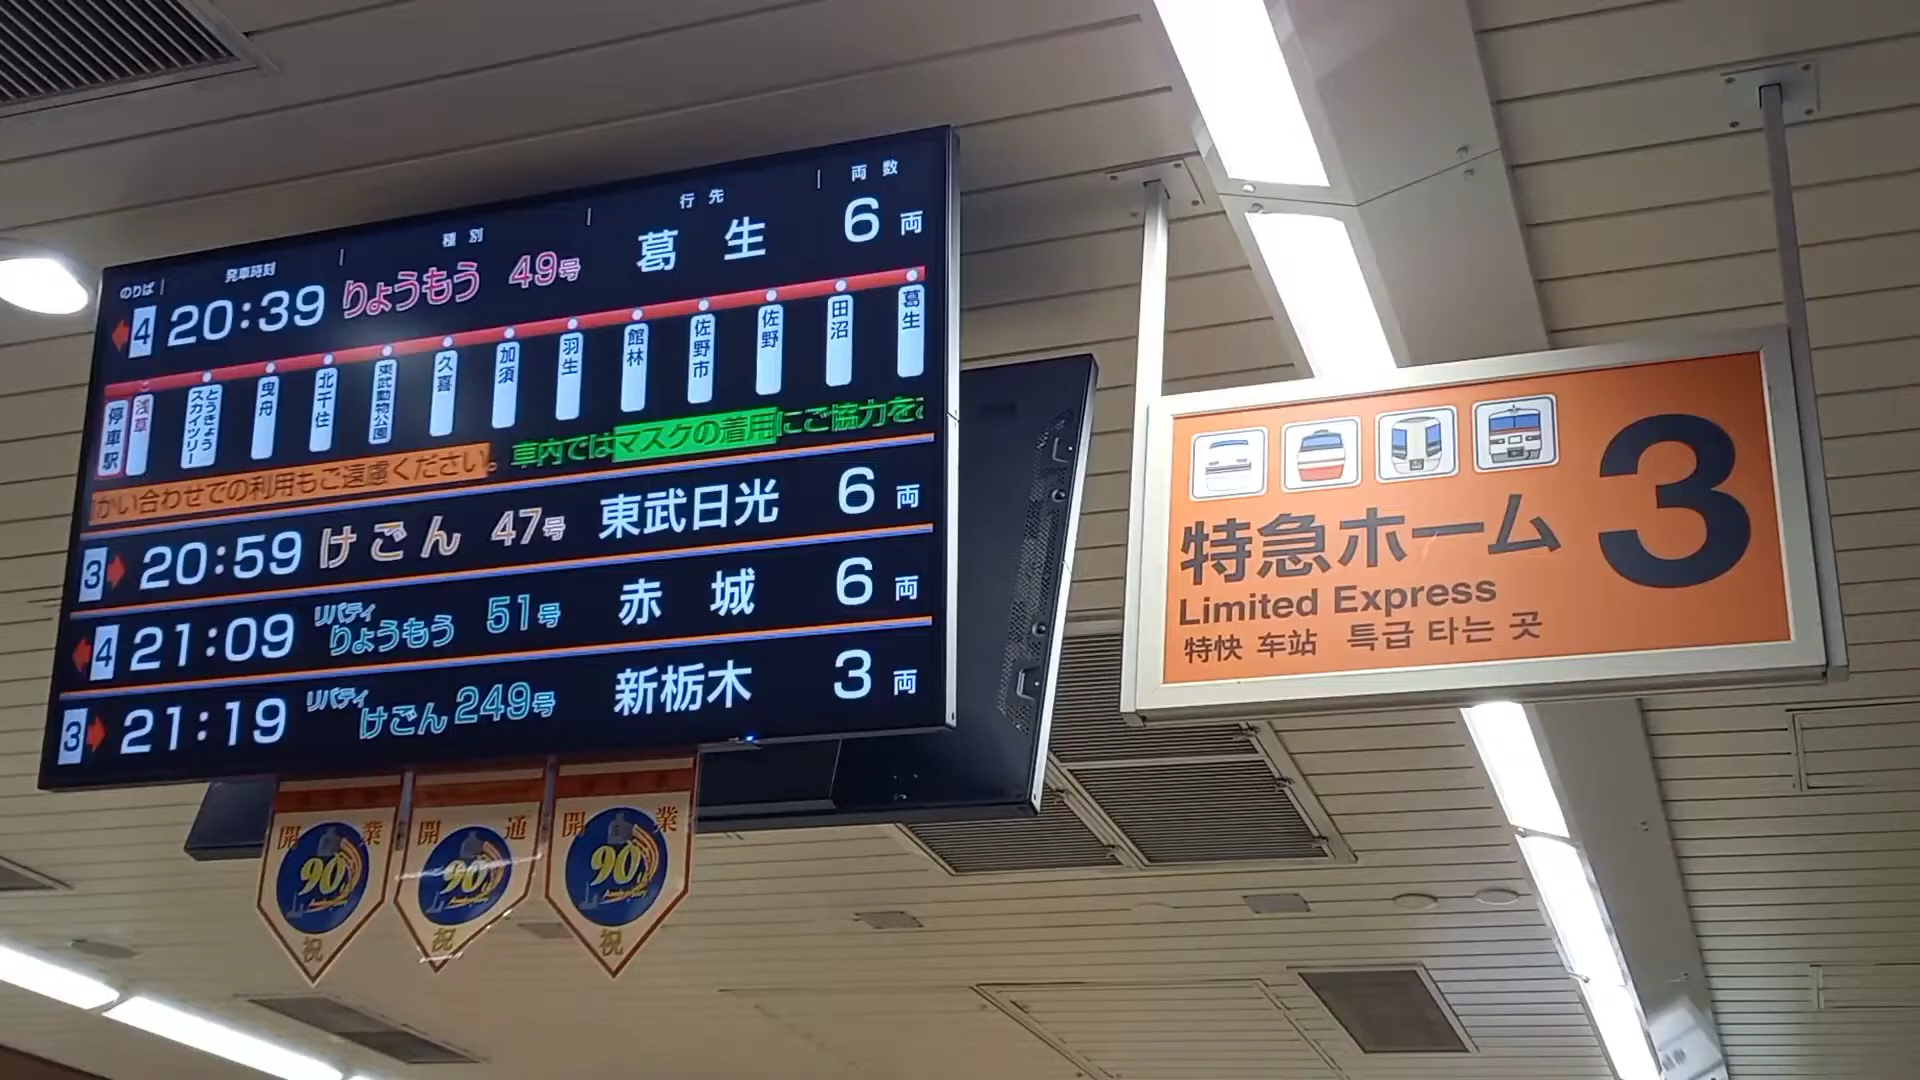 のりば 発車時刻 種別 行先 両数
4 20:39 りょうもう 49号 葛生 6両
停車駅 浅草 とうきょうスカイツリー 曳舟 北千住 東武動物公園 久喜 加須 羽生 館林 佐野市 佐野 田沼 葛生
かい合わせでの利用もご遠慮ください。 車内ではマスクの着用にご協力をご
3 20:59 けごん 47号 東武日光 6両
4 21:09 リバティりょうもう 51号 赤城 6両
3 21:19 リバティけごん 249号 新栃木 3両
開業 90th Anniversary 祝
開通 90th Anniversary 祝
開業 90th Anniversary 祝
特急ホーム 3
Limited Express
特快 车站 특급 타는 곳